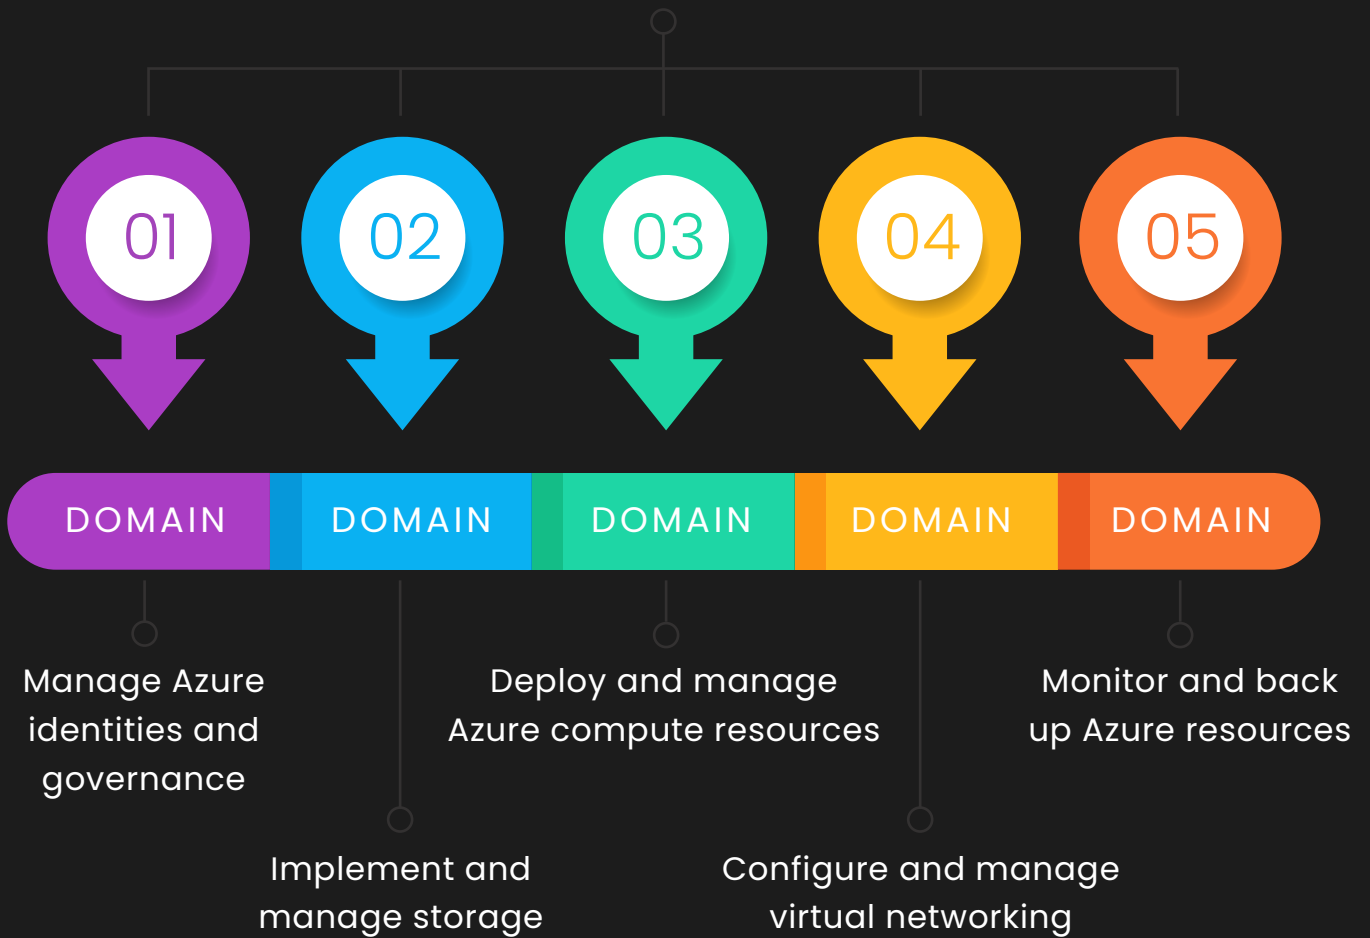 01
02
03
04
05
DOMAIN
DOMAIN
DOMAIN
DOMAIN
DOMAIN
Manage Azure
identities and
governance
Implement and
manage storage
Deploy and manage
Azure compute resources
Configure and manage
virtual networking
Monitor and back
up Azure resources